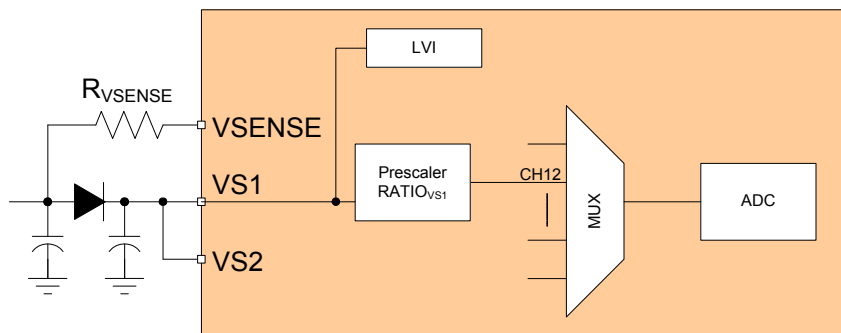 LVI
RVSENSE
VSENSE
VS1
Prescaler
RATIOVS1
CH12
MUX
ADC
VS2